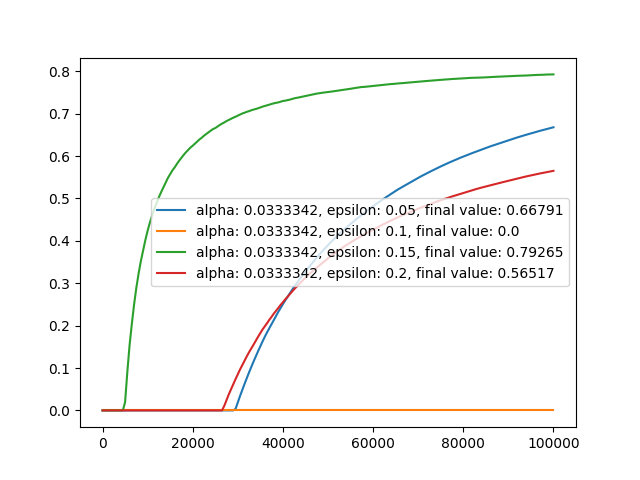 0.8
0.7
0.6
0.5
0.4
0.3
0.2
0.1
0.0
alpha: 0.0333342, epsilon: 0.05, final value: 0.66791
alpha: 0.0333342, epsilon: 0.1, final value: 0.0
alpha: 0.0333342, epsilon: 0.15, final value: 0.79265
alpha: 0.0333342, epsilon: 0.2, final value: 0.56517
0 20000 40000 60000 80000 100000